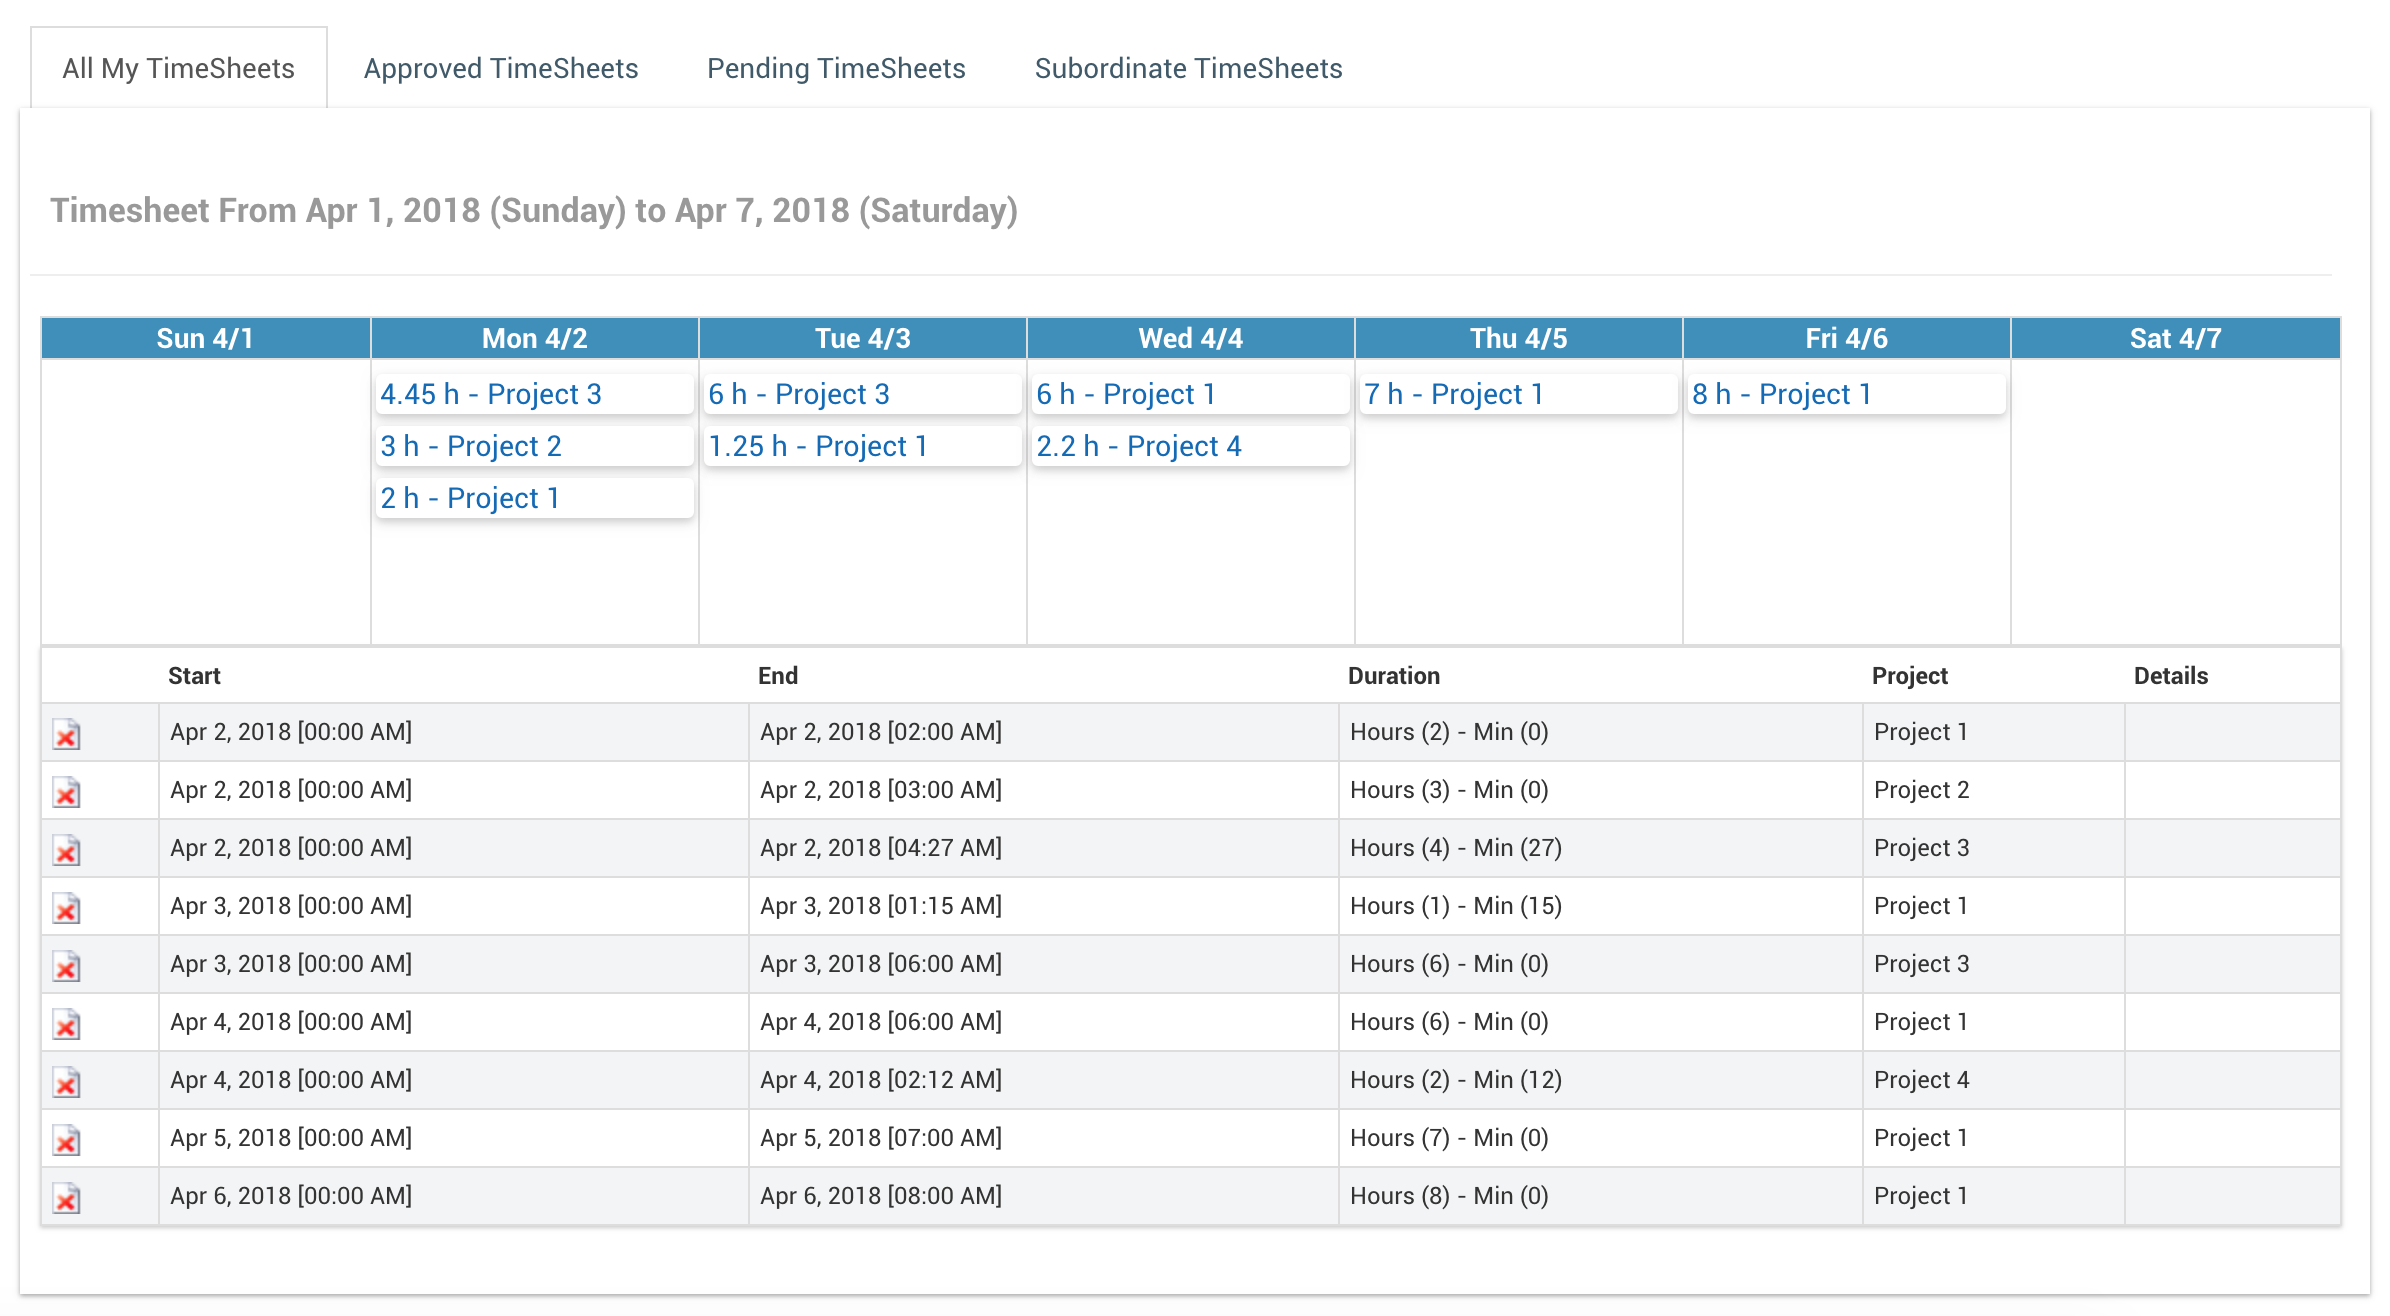 All My TimeSheets Approved TimeSheets Pending TimeSheets Subordinate TimeSheets
Timesheet From Apr 1, 2018 (Sunday) to Apr 7, 2018 (Saturday)
Sun 4/1 Mon 4/2 Tue 4/3 Wed 4/4 Thu 4/5 Fri 4/6 Sat 4/7
4.45 h - Project 3 6 h - Project 3 6 h - Project 1 7 h - Project 1 8 h - Project 1
3 h - Project 2 1.25 h - Project 1 2.2 h - Project 4
2 h - Project 1
Start End Duration Project Details
Apr 2, 2018 [00:00 AM] Apr 2, 2018 [02:00 AM] Hours (2) - Min (0) Project 1
Apr 2, 2018 [00:00 AM] Apr 2, 2018 [03:00 AM] Hours (3) - Min (0) Project 2
Apr 2, 2018 [00:00 AM] Apr 2, 2018 [04:27 AM] Hours (4) - Min (27) Project 3
Apr 3, 2018 [00:00 AM] Apr 3, 2018 [01:15 AM] Hours (1) - Min (15) Project 1
Apr 3, 2018 [00:00 AM] Apr 3, 2018 [06:00 AM] Hours (6) - Min (0) Project 3
Apr 4, 2018 [00:00 AM] Apr 4, 2018 [06:00 AM] Hours (6) - Min (0) Project 1
Apr 4, 2018 [00:00 AM] Apr 4, 2018 [02:12 AM] Hours (2) - Min (12) Project 4
Apr 5, 2018 [00:00 AM] Apr 5, 2018 [07:00 AM] Hours (7) - Min (0) Project 1
Apr 6, 2018 [00:00 AM] Apr 6, 2018 [08:00 AM] Hours (8) - Min (0) Project 1